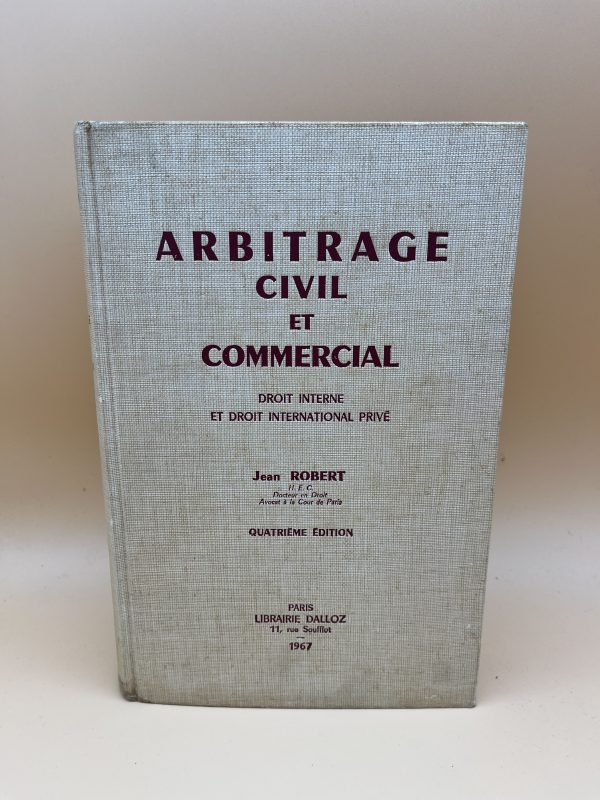 ARBITRAGE
CIVIL
ET
COMMERCIAL
DROIT INTERNE
ET DROIT INTERNATIONAL PRIVÉ
Jean ROBERT
H. E. C.
Docteur en Droit
Avocat à la Cour de Paris
QUATRIÈME ÉDITION
PARIS
LIBRAIRIE DALLOZ
11, rue Soufflot
1967